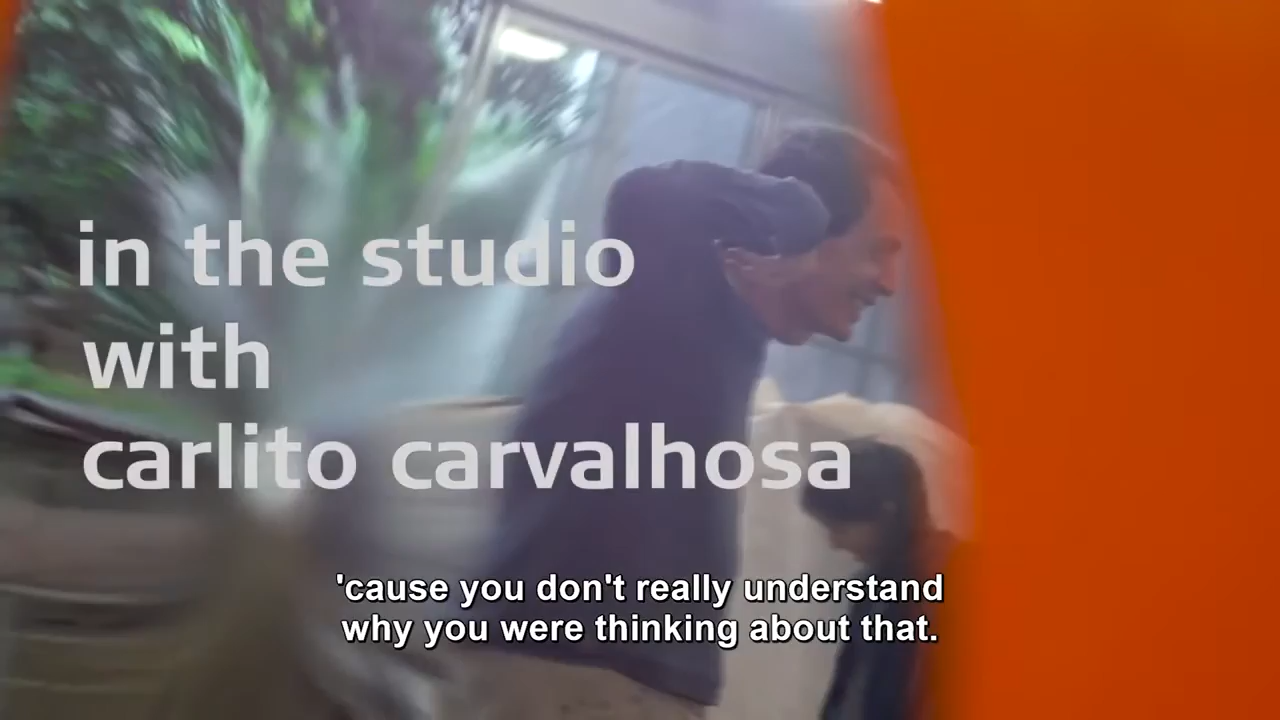 in the studio
with
carlito carvalhosa
'cause you don't really understand
why you were thinking about that.